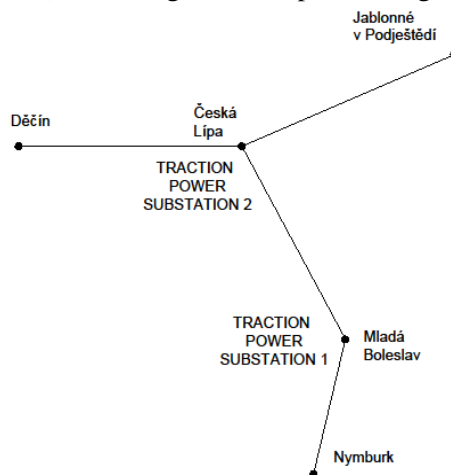 Jablonné
v Podještědí
Děčín
Česká
Lípa
TRACTION
POWER
SUBSTATION 2
TRACTION
POWER
SUBSTATION 1
Mladá
Boleslav
Nymburk